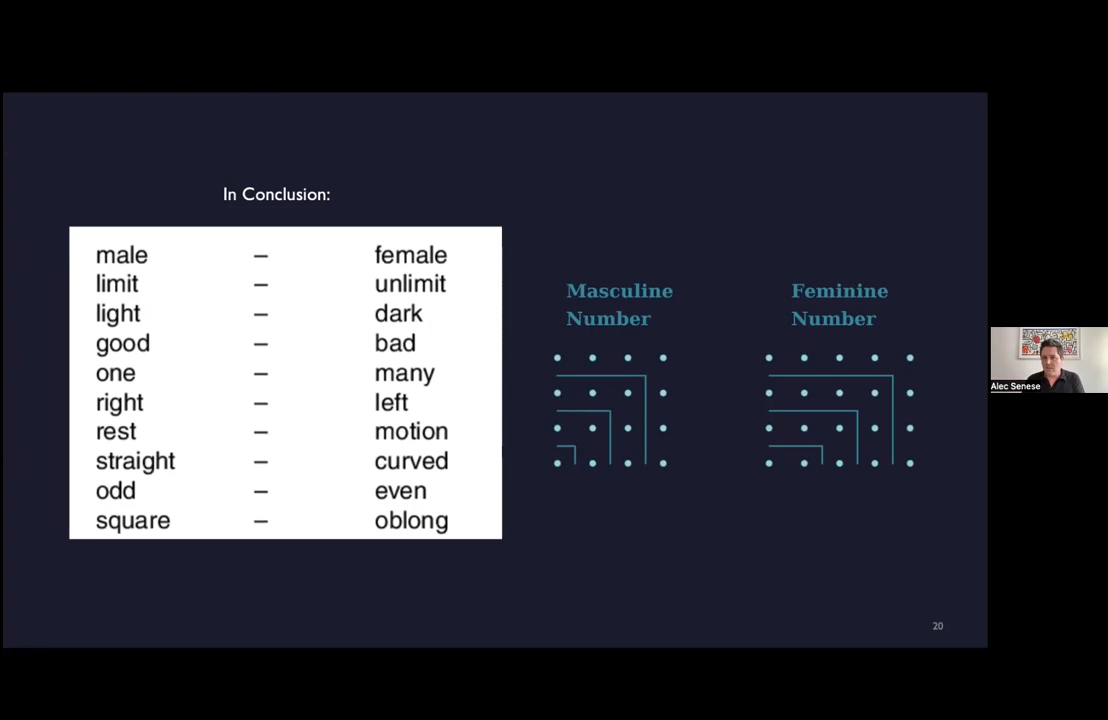 In Conclusion:
male – female
limit – unlimit
light – dark
good – bad
one – many
right – left
rest – motion
straight – curved
odd – even
square – oblong
Masculine
Number
Feminine
Number
Alec Senese
20